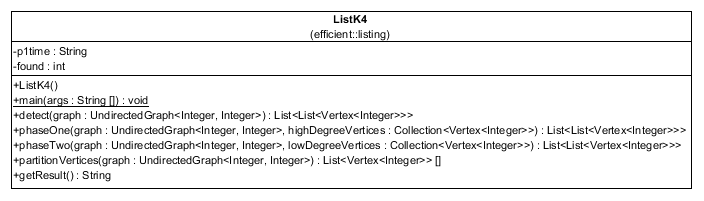 ListK4
(efficient::listing)
-p1time : String
-found : int
+ListK4()
+main(args : String []) : void
+detect(graph : UndirectedGraph<Integer, Integer>) : List<List<Vertex<Integer>>>
+phaseOne(graph : UndirectedGraph<Integer, Integer>, highDegreeVertices : Collection<Vertex<Integer>>) : List<List<Vertex<Integer>>>
+phaseTwo(graph : UndirectedGraph<Integer, Integer>, lowDegreeVertices : Collection<Vertex<Integer>>) : List<List<Vertex<Integer>>>
+partitionVertices(graph : UndirectedGraph<Integer, Integer>) : List<Vertex<Integer>> []
+getResult() : String